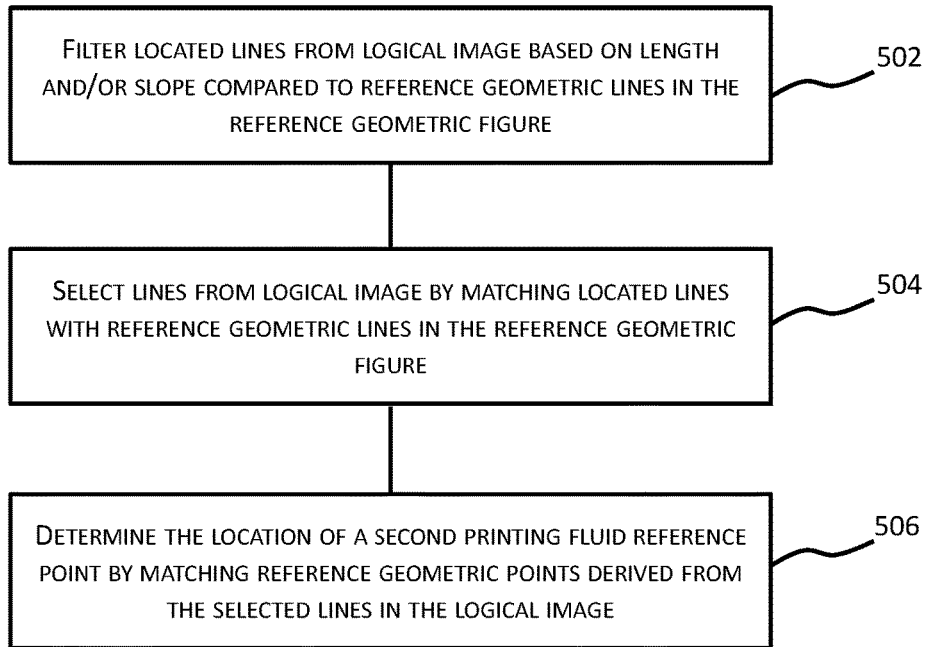 FILTER LOCATED LINES FROM LOGICAL IMAGE BASED ON LENGTH
AND/OR SLOPE COMPARED TO REFERENCE GEOMETRIC LINES IN THE
REFERENCE GEOMETRIC FIGURE
502
SELECT LINES FROM LOGICAL IMAGE BY MATCHING LOCATED LINES
WITH REFERENCE GEOMETRIC LINES IN THE REFERENCE GEOMETRIC
FIGURE
504
DETERMINE THE LOCATION OF A SECOND PRINTING FLUID REFERENCE
POINT BY MATCHING REFERENCE GEOMETRIC POINTS DERIVED FROM
THE SELECTED LINES IN THE LOGICAL IMAGE
506